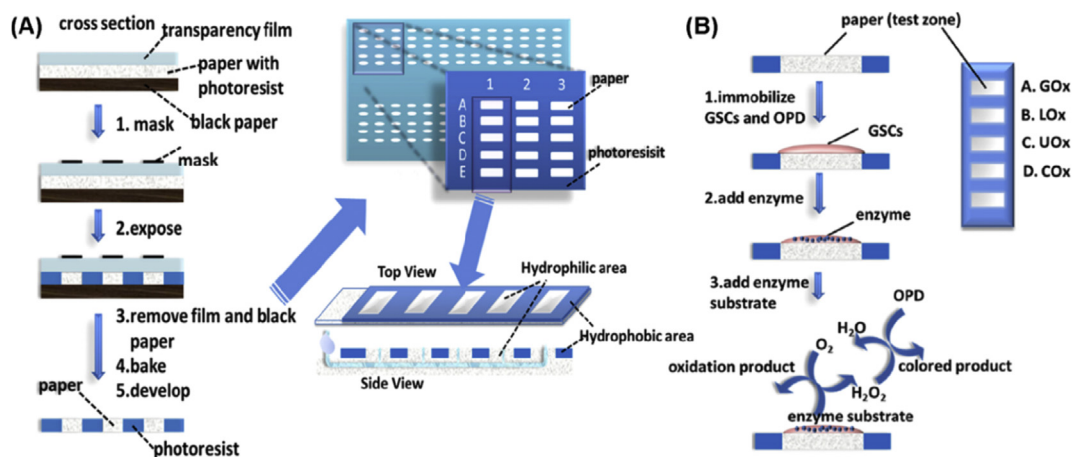 (A)
cross section
transparency film
paper with
photoresist
black paper
1. mask
mask
2.expose
3.remove film and black
paper
4.bake
5.develop
paper
photoresist
1 2 3
A
B
C
D
E
paper
photoresisit
Top View
Hydrophilic area
Hydrophobic area
Side View
(B)
paper (test zone)
1.immobilize
GSCs and OPD
GSCs
2.add enzyme
enzyme
3.add enzyme
substrate
A. GOx
B. LOx
C. UOx
D. COx
OPD
H₂O
O₂
oxidation product
colored product
H₂O₂
enzyme substrate